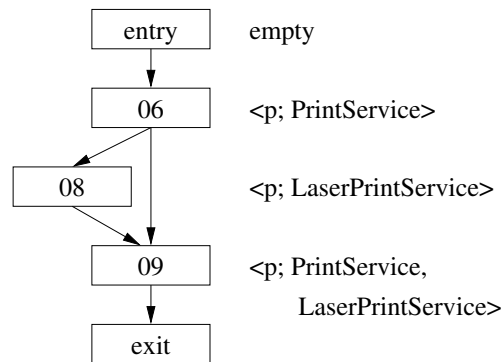 entry empty
06 <p; PrintService>
08 <p; LaserPrintService>
09 <p; PrintService,
LaserPrintService>
exit